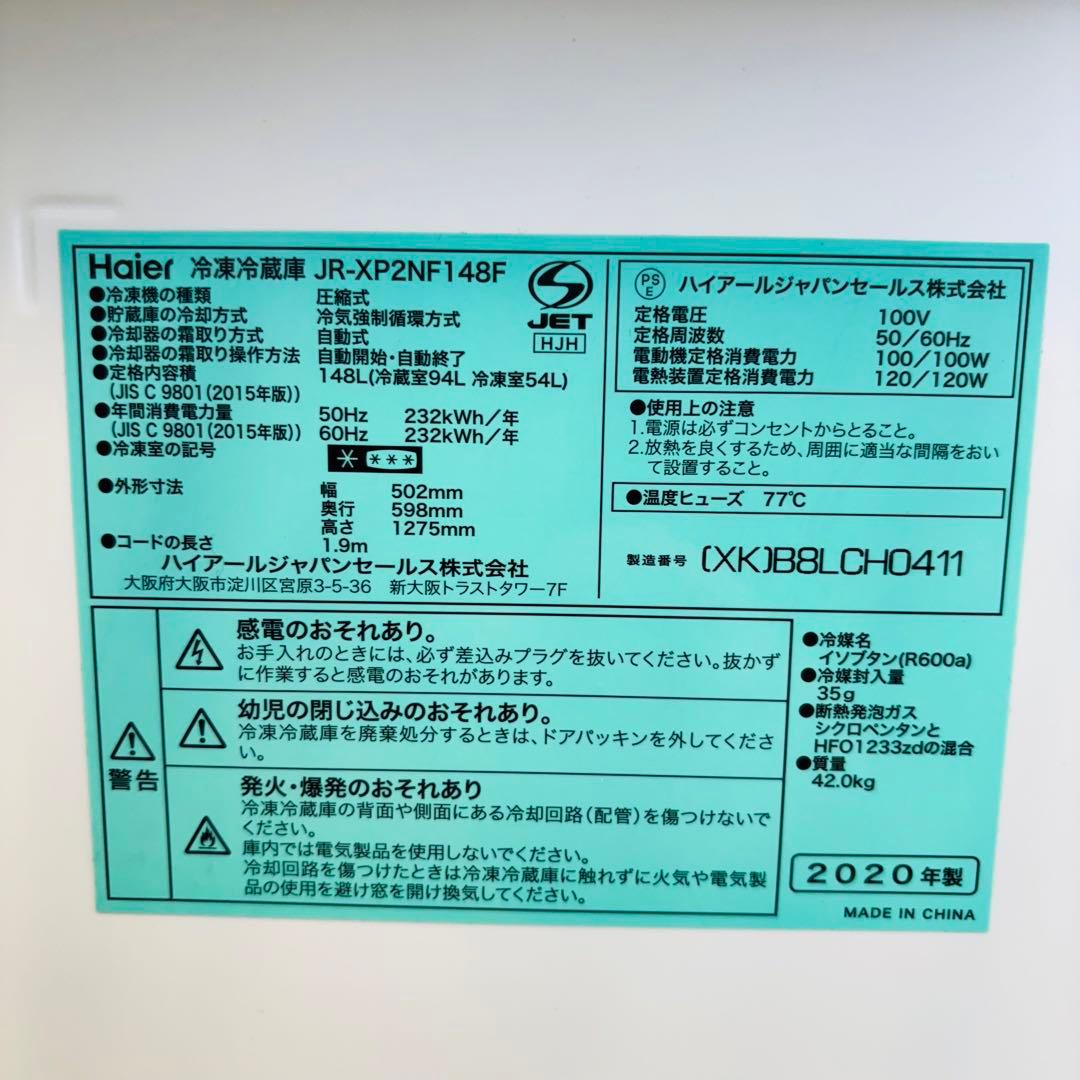 Haier 冷凍冷蔵庫 JR-XP2NF148F
●冷凍機の種類 圧縮式
●貯蔵庫の冷却方式 冷気強制循環方式
●冷却器の霜取り方式 自動式
●冷却器の霜取り操作方法 自動開始・自動終了
●定格内容積 148L(冷蔵室94L 冷凍室54L)
(JIS C 9801(2015年版))
●年間消費電力量 50Hz 232kWh/年
(JIS C 9801(2015年版)) 60Hz 232kWh/年
●冷凍室の記号
●外形寸法 幅 502mm
奥行 598mm
高さ 1275mm
●コードの長さ 1.9m
ハイアールジャパンセールス株式会社
大阪府大阪市淀川区宮原3-5-36 新大阪トラストタワー7F
JET
HJH
PS
E
ハイアールジャパンセールス株式会社
定格電圧 100V
定格周波数 50/60Hz
電動機定格消費電力 100/100W
電熱装置定格消費電力 120/120W
●使用上の注意
1.電源は必ずコンセントからとること。
2.放熱を良くするため、周囲に適当な間隔をおい
て設置すること。
●温度ヒューズ 77℃
製造番号 (XK)B8LCH0411
警告
感電のおそれあり。
お手入れのときには、必ず差込みプラグを抜いてください。抜かず
に作業すると感電のおそれがあります。
幼児の閉じ込みのおそれあり。
冷凍冷蔵庫を廃棄処分するときは、ドアパッキンを外してくださ
い。
発火・爆発のおそれあり
冷凍冷蔵庫の背面や側面にある冷却回路(配管)を傷つけないで
ください。
庫内では電気製品を使用しないでください。
冷却回路を傷つけたときは冷凍冷蔵庫に触れずに火気や電気製
品の使用を避け窓を開け換気してください。
●冷媒名
イソブタン(R600a)
●冷媒封入量
35g
●断熱発泡ガス
シクロペンタンと
HFO1233zdの混合
●質量
42.0kg
2020年製
MADE IN CHINA